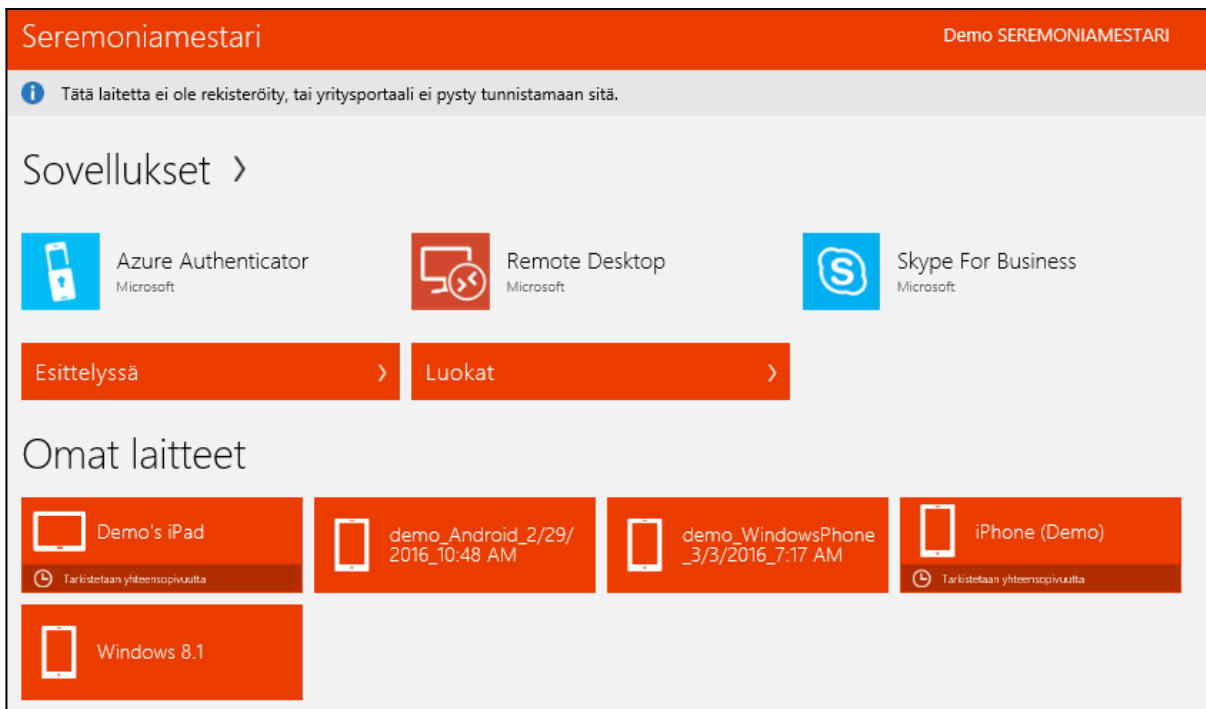 Seremoniamestari
Demo SEREMONIAMESTARI
Tätä laitetta ei ole rekisteröity, tai yritysportaali ei pysty tunnistamaan sitä.
Sovellukset
Azure Authenticator
Microsoft
Remote Desktop
Microsoft
Skype For Business
Microsoft
Esittelyssä
Luokat
Omat laitteet
Demo's iPad
Tarkistetaan yhteensopivuutta
demo_Android_2/29/
2016_10:48 AM
demo_WindowsPhone
_3/3/2016_7:17 AM
iPhone (Demo)
Tarkistetaan yhteensopivuutta
Windows 8.1